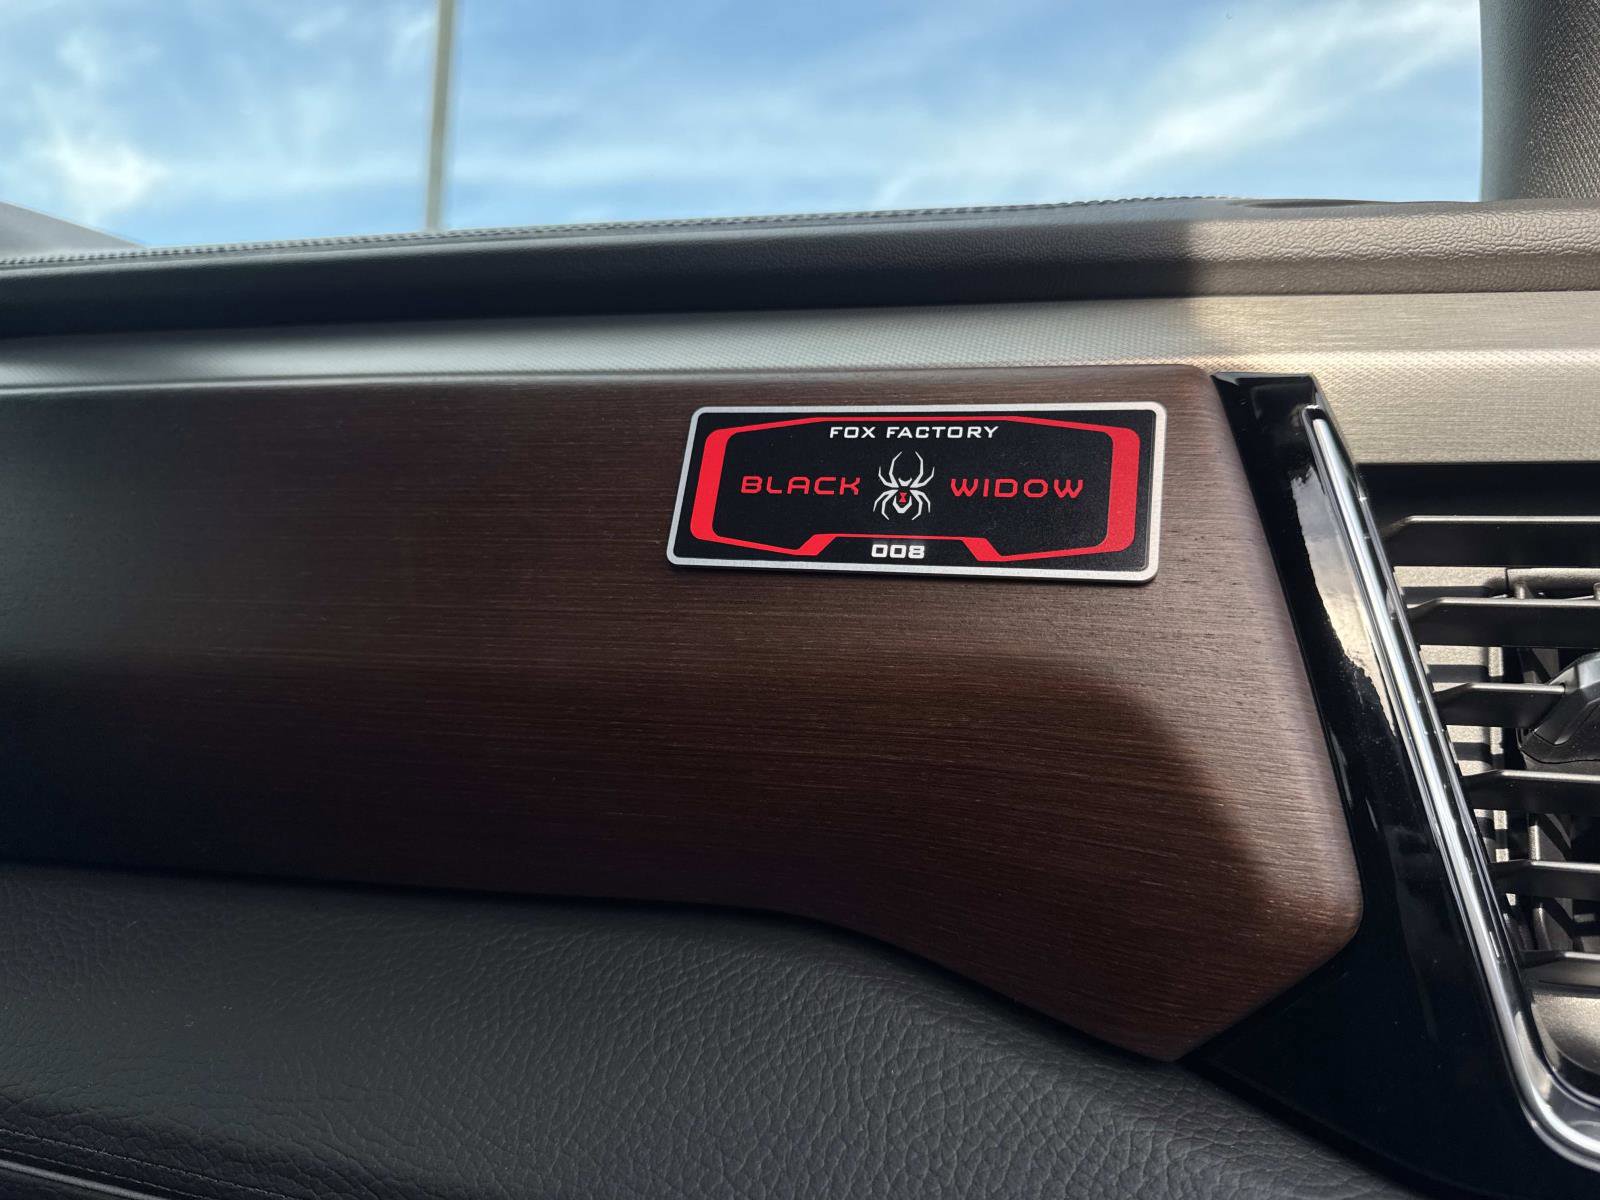 FOX FACTORY
BLACK WIDOW
008